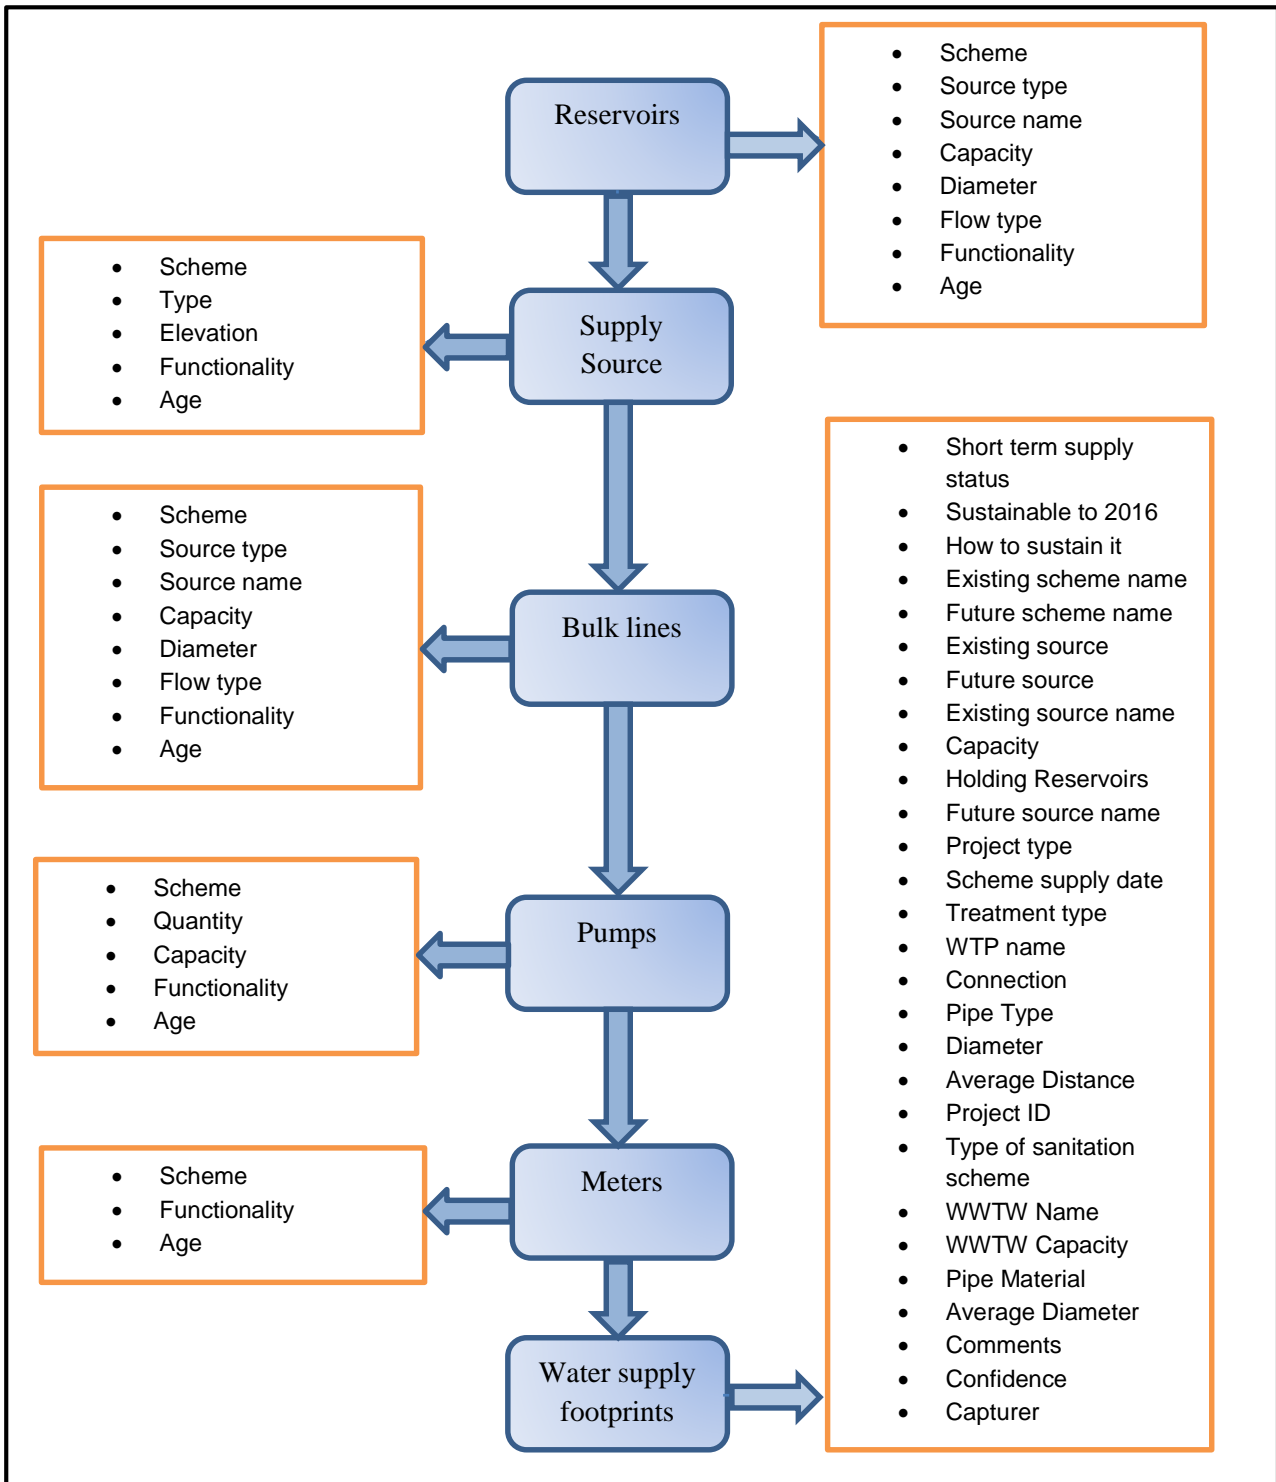 Reservoirs
• Scheme
• Source type
• Source name
• Capacity
• Diameter
• Flow type
• Functionality
• Age
Supply
Source
• Scheme
• Type
• Elevation
• Functionality
• Age
Bulk lines
• Scheme
• Source type
• Source name
• Capacity
• Diameter
• Flow type
• Functionality
• Age
Pumps
• Scheme
• Quantity
• Capacity
• Functionality
• Age
Meters
• Scheme
• Functionality
• Age
Water supply
footprints
• Short term supply
status
• Sustainable to 2016
• How to sustain it
• Existing scheme name
• Future scheme name
• Existing source
• Future source
• Existing source name
• Capacity
• Holding Reservoirs
• Future source name
• Project type
• Scheme supply date
• Treatment type
• WTP name
• Connection
• Pipe Type
• Diameter
• Average Distance
• Project ID
• Type of sanitation
scheme
• WWTW Name
• WWTW Capacity
• Pipe Material
• Average Diameter
• Comments
• Confidence
• Capturer